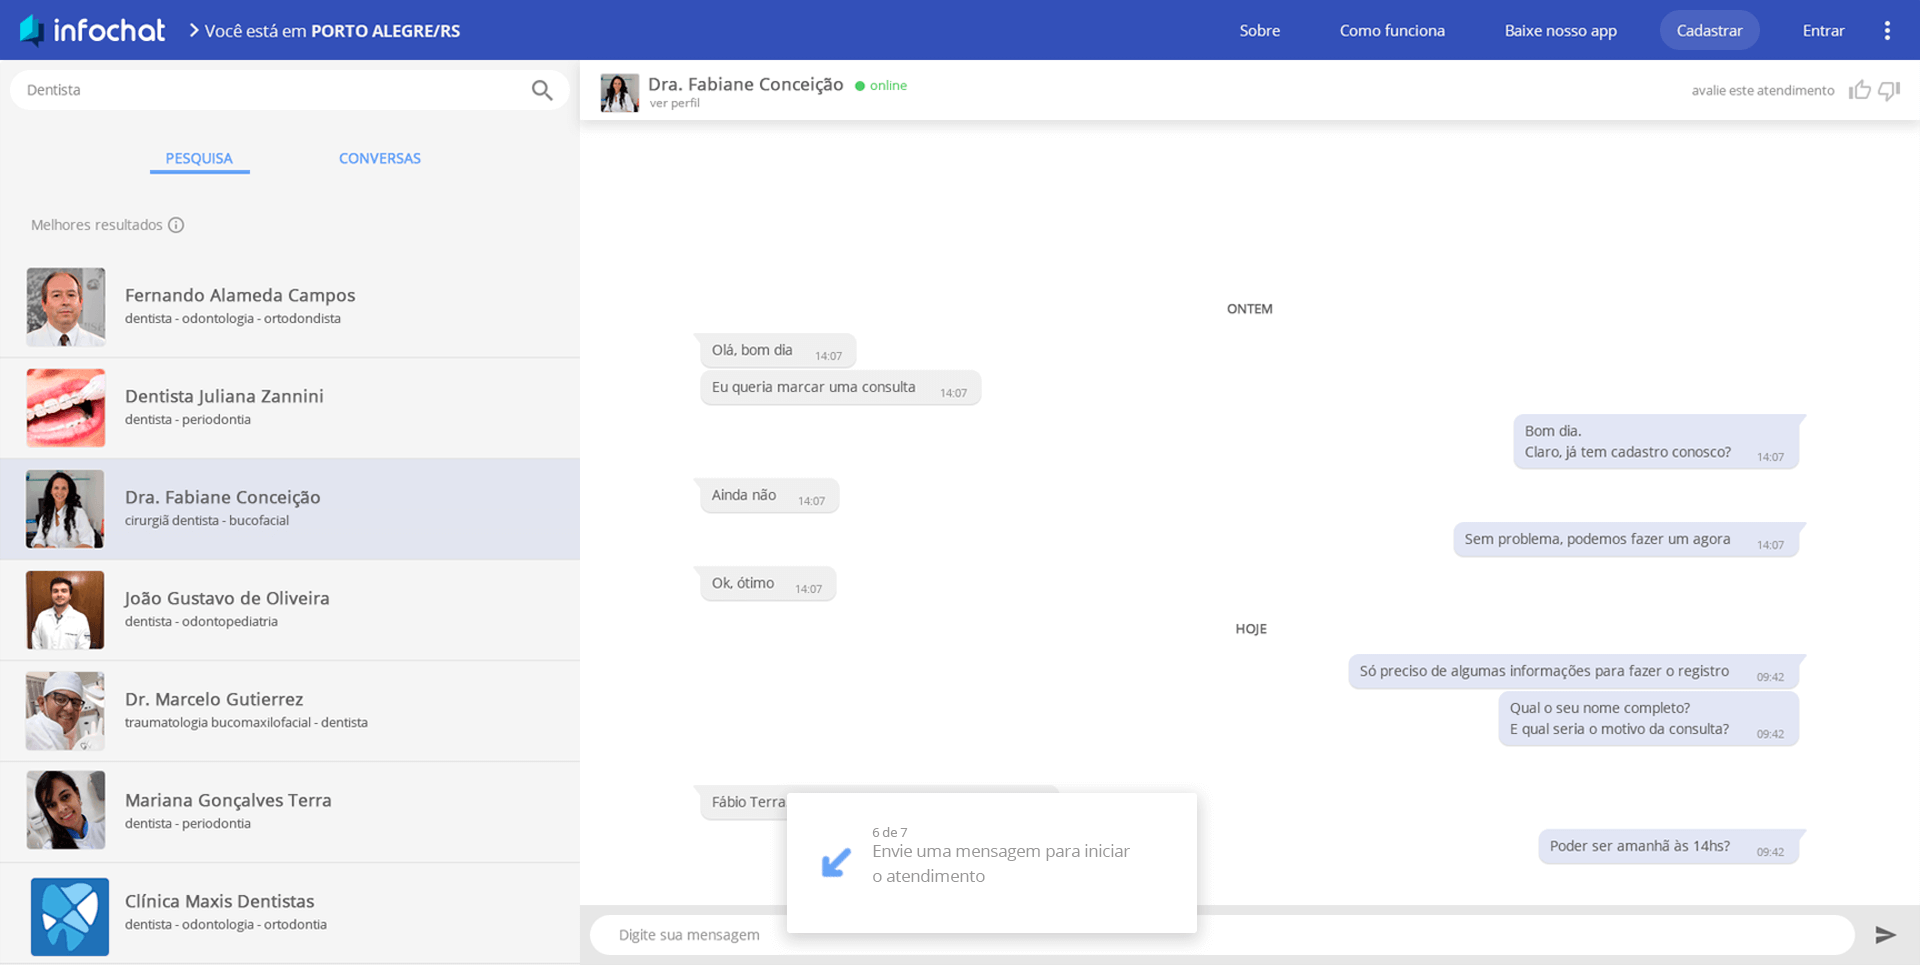 infochat
Você está em PORTO ALEGRE/RS
Sobre
Como funciona
Baixe nosso app
Cadastrar
Entrar
Dentista
PESQUISA
CONVERSAS
Melhores resultados
Fernando Alameda Campos
dentista - odontologia - ortodondista
Dentista Juliana Zannini
dentista - periodontia
Dra. Fabiane Conceição
cirurgiã dentista - bucofacial
João Gustavo de Oliveira
dentista - odontopediatria
Dr. Marcelo Gutierrez
traumatologia bucomaxilofacial - dentista
Mariana Gonçalves Terra
dentista - periodontia
Clínica Maxis Dentistas
dentista - odontologia - ortodontia
Dra. Fabiane Conceição
online
ver perfil
avalie este atendimento
ONTEM
Olá, bom dia 14:07
Eu queria marcar uma consulta 14:07
Bom dia.
Claro, já tem cadastro conosco? 14:07
Ainda não 14:07
Sem problema, podemos fazer um agora 14:07
Ok, ótimo 14:07
HOJE
Só preciso de algumas informações para fazer o registro 09:42
Qual o seu nome completo?
E qual seria o motivo da consulta? 09:42
Fábio Terra
6 de 7
Envie uma mensagem para iniciar
o atendimento
Poder ser amanhã às 14hs? 09:42
Digite sua mensagem